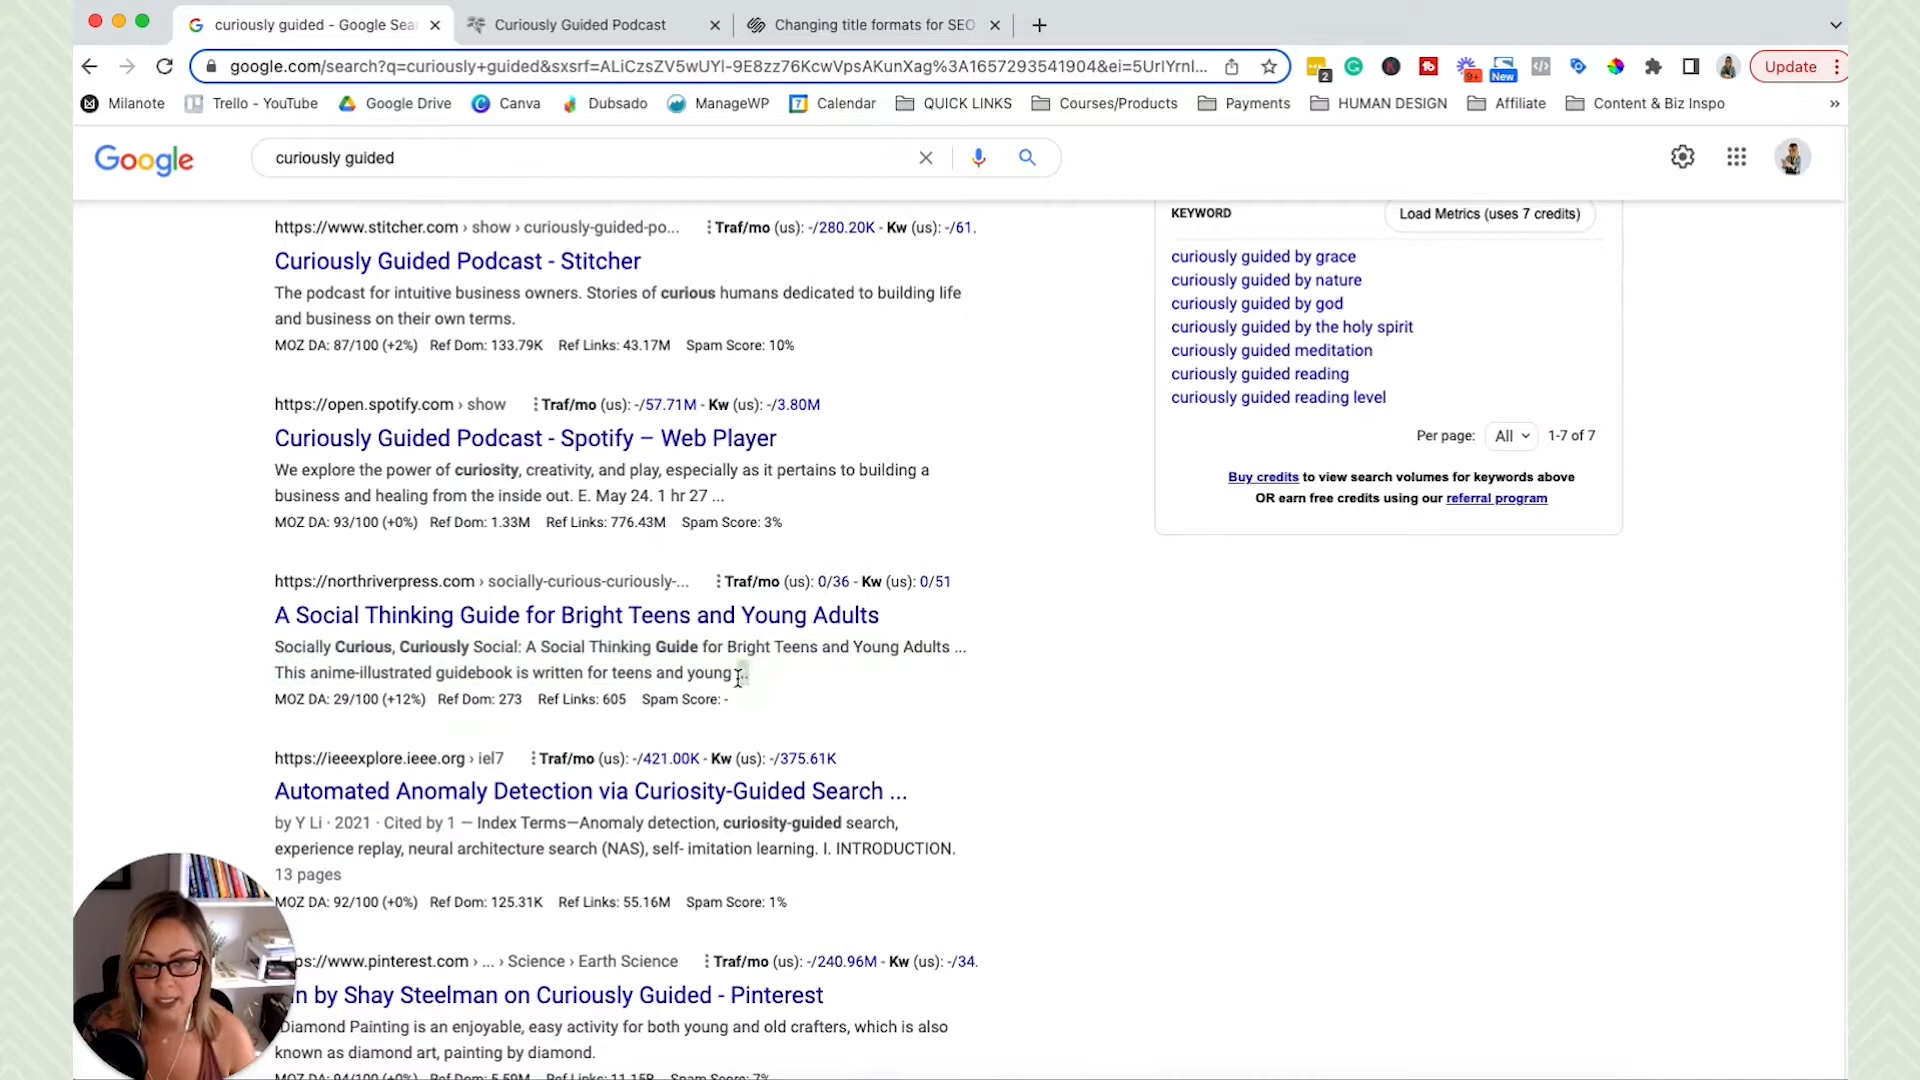 curiously guided - Google Sea
Curiously Guided Podcast
Changing title formats for SEO
google.com/search?q=curiously+guided&sxsrf=ALiCzsZV5wUYl-9E8zz76KcwVpsAKunXag%3A1657293541904&ei=5UrIYrnI...
2
9+
New
Update
Milanote
Trello - YouTube
Google Drive
Canva
Dubsado
ManageWP
7
Calendar
QUICK LINKS
Courses/Products
Payments
HUMAN DESIGN
Affiliate
Content & Biz Inspo
»
Google
curiously guided
https://www.stitcher.com › show › curiously-guided-po...
Traf/mo (us): -/280.20K - Kw (us): -/61.
Curiously Guided Podcast - Stitcher
The podcast for intuitive business owners. Stories of curious humans dedicated to building life
and business on their own terms.
MOZ DA: 87/100 (+2%) Ref Dom: 133.79K Ref Links: 43.17M Spam Score: 10%
https://open.spotify.com › show
Traf/mo (us): -/57.71M - Kw (us): -/3.80M
Curiously Guided Podcast - Spotify – Web Player
We explore the power of curiosity, creativity, and play, especially as it pertains to building a
business and healing from the inside out. E. May 24. 1 hr 27 ...
MOZ DA: 93/100 (+0%) Ref Dom: 1.33M Ref Links: 776.43M Spam Score: 3%
https://northriverpress.com › socially-curious-curiously-...
Traf/mo (us): 0/36 - Kw (us): 0/51
A Social Thinking Guide for Bright Teens and Young Adults
Socially Curious, Curiously Social: A Social Thinking Guide for Bright Teens and Young Adults ...
This anime-illustrated guidebook is written for teens and young
MOZ DA: 29/100 (+12%) Ref Dom: 273 Ref Links: 605 Spam Score: -
https://ieeexplore.ieee.org › iel7
Traf/mo (us): -/421.00K - Kw (us): -/375.61K
Automated Anomaly Detection via Curiosity-Guided Search ...
by Y Li · 2021 · Cited by 1 — Index Terms—Anomaly detection, curiosity-guided search,
experience replay, neural architecture search (NAS), self- imitation learning. I. INTRODUCTION.
13 pages
MOZ DA: 92/100 (+0%) Ref Dom: 125.31K Ref Links: 55.16M Spam Score: 1%
ps://www.pinterest.com › ... › Science › Earth Science
Traf/mo (us): -/240.96M - Kw (us): -/34.
in by Shay Steelman on Curiously Guided - Pinterest
Diamond Painting is an enjoyable, easy activity for both young and old crafters, which is also
known as diamond art, painting by diamond.
MOZ DA: 94/100 (+0%) Ref Dom: 5.59M Ref Links: 11.15B Spam Score: 7%
KEYWORD
Load Metrics (uses 7 credits)
curiously guided by grace
curiously guided by nature
curiously guided by god
curiously guided by the holy spirit
curiously guided meditation
curiously guided reading
curiously guided reading level
Per page: All 1-7 of 7
Buy credits to view search volumes for keywords above
OR earn free credits using our referral program